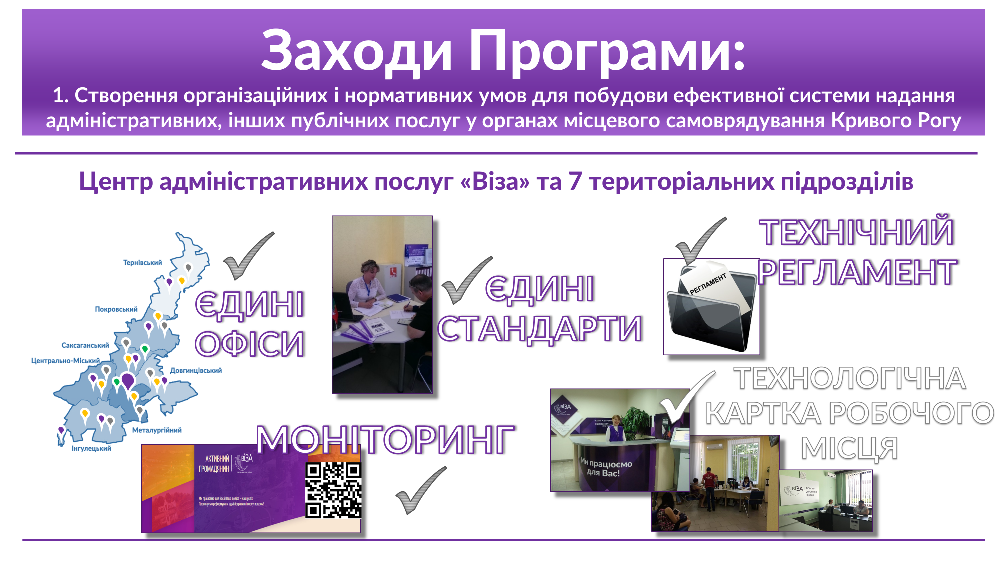 Заходи Програми:
1. Створення організаційних і нормативних умов для побудови ефективної системи надання
адміністративних, інших публічних послуг у органах місцевого самоврядування Кривого Рогу
Центр адміністративних послуг «Віза» та 7 територіальних підрозділів
Тернівський
Покровський
Саксаганський
Центрально-Міський
Довгинцівський
Металургійний
Інгулецький
ЄДИНІ
ОФІСИ
ЄДИНІ
СТАНДАРТИ
ТЕХНІЧНИЙ
РЕГЛАМЕНТ
РЕГЛАМЕНТ
ТЕХНОЛОГІЧНА
КАРТКА РОБОЧОГО
МІСЦЯ
МОНІТОРИНГ
АКТИВНИЙ
ГРОМАДЯНИН
віЗА
Ми працюємо для Вас і Ваша довіра – наш успіх!
Пропонуємо реформувати адміністративні послуги разом!
віЗА
Ми працюємо
для Вас!
віЗА
просто
доступно
якісно